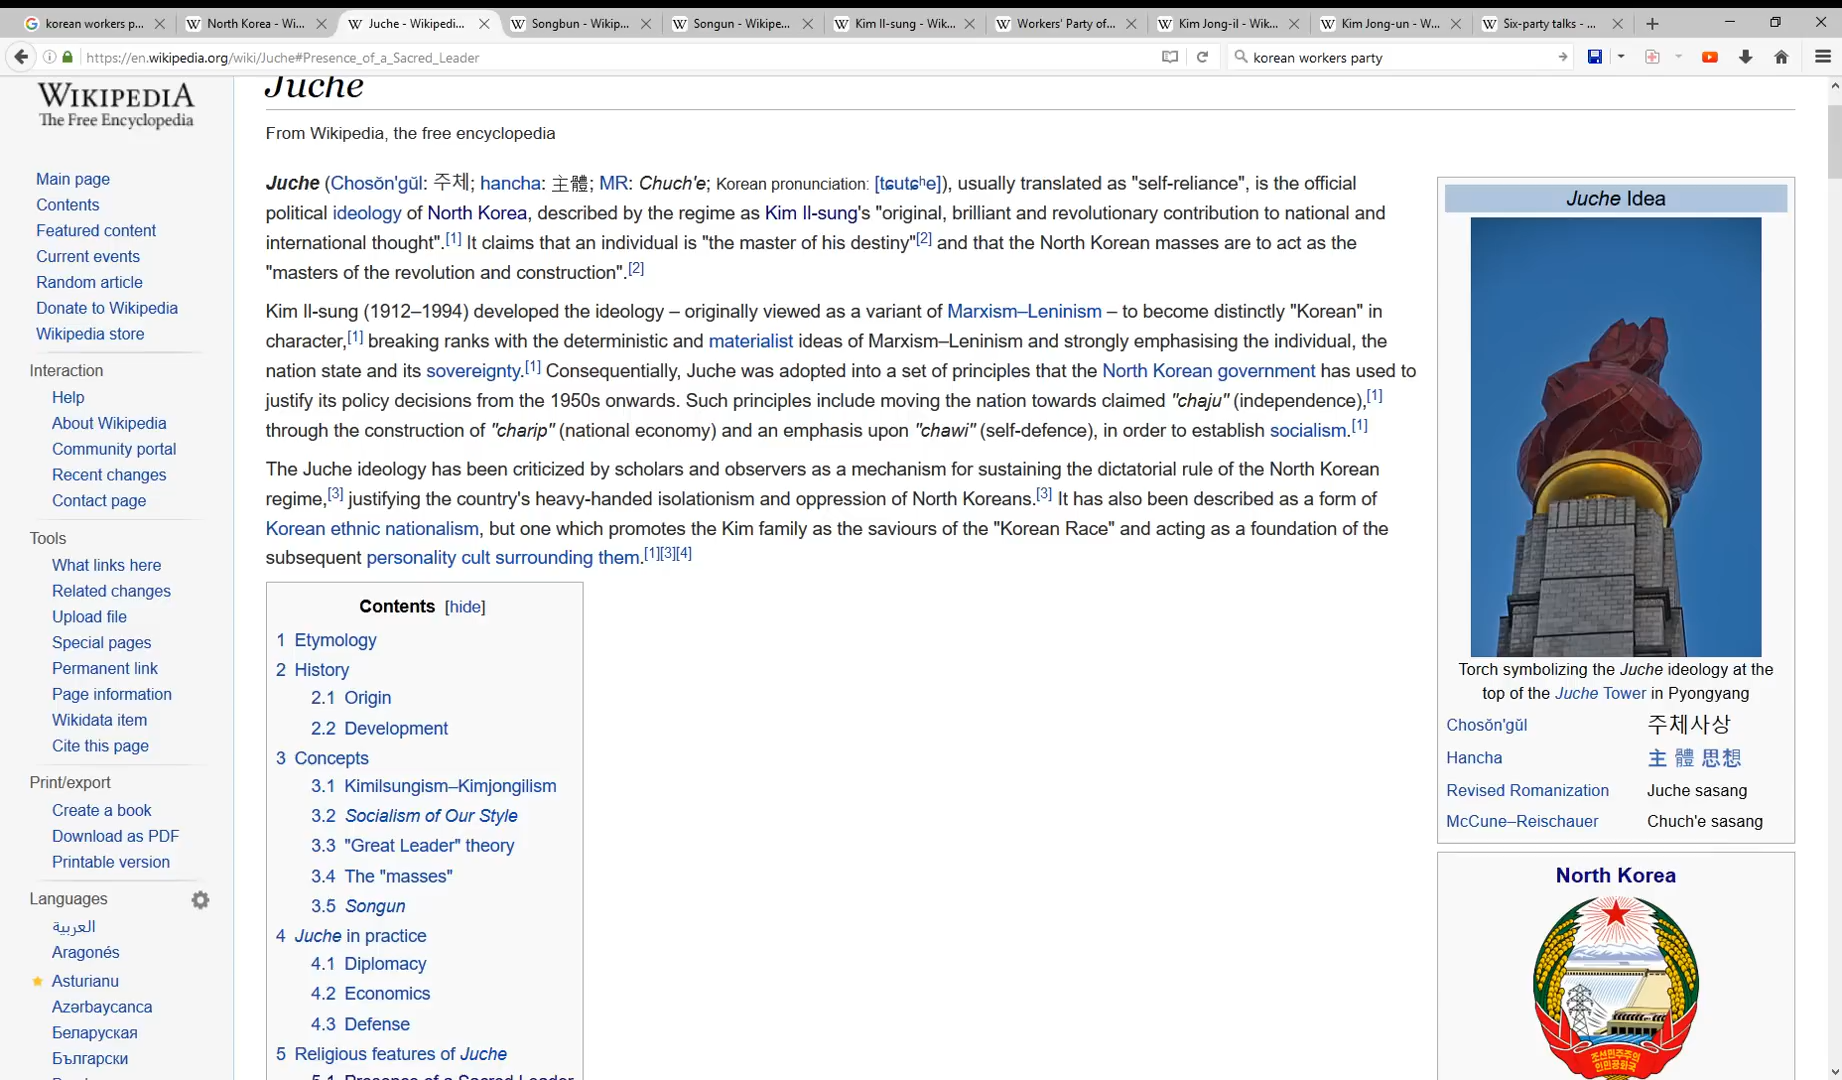 korean workers p...
North Korea - Wi...
Juche - Wikipedi...
Songbun - Wikip...
Songun - Wikipe...
Kim Il-sung - Wik...
Workers' Party of...
Kim Jong-il - Wik...
Kim Jong-un - W...
Six-party talks - ...
https://en.wikipedia.org/wiki/Juche#Presence_of_a_Sacred_Leader
korean workers party
WIKIPEDIA
The Free Encyclopedia
Main page
Contents
Featured content
Current events
Random article
Donate to Wikipedia
Wikipedia store
Interaction
Help
About Wikipedia
Community portal
Recent changes
Contact page
Tools
What links here
Related changes
Upload file
Special pages
Permanent link
Page information
Wikidata item
Cite this page
Print/export
Create a book
Download as PDF
Printable version
Languages
العربية
Aragonés
Asturianu
Azərbaycanca
Беларуская
Български
Juche
From Wikipedia, the free encyclopedia
Juche (Chosŏn'gŭl: 주체; hancha: 主體; MR: Chuch'e; Korean pronunciation: [tɕutɕʰe]), usually translated as "self-reliance", is the official
political ideology of North Korea, described by the regime as Kim Il-sung's "original, brilliant and revolutionary contribution to national and
international thought".[1] It claims that an individual is "the master of his destiny"[2] and that the North Korean masses are to act as the
"masters of the revolution and construction".[2]
Kim Il-sung (1912–1994) developed the ideology – originally viewed as a variant of Marxism–Leninism – to become distinctly "Korean" in
character,[1] breaking ranks with the deterministic and materialist ideas of Marxism–Leninism and strongly emphasising the individual, the
nation state and its sovereignty.[1] Consequently, Juche was adopted into a set of principles that the North Korean government has used to
justify its policy decisions from the 1950s onwards. Such principles include moving the nation towards claimed "chaju" (independence),[1]
through the construction of "charip" (national economy) and an emphasis upon "chawi" (self-defence), in order to establish socialism.[1]
The Juche ideology has been criticized by scholars and observers as a mechanism for sustaining the dictatorial rule of the North Korean
regime,[3] justifying the country's heavy-handed isolationism and oppression of North Koreans.[3] It has also been described as a form of
Korean ethnic nationalism, but one which promotes the Kim family as the saviours of the "Korean Race" and acting as a foundation of the
subsequent personality cult surrounding them.[1][3][4]
Contents [hide]
1 Etymology
2 History
2.1 Origin
2.2 Development
3 Concepts
3.1 Kimilsungism–Kimjongilism
3.2 Socialism of Our Style
3.3 "Great Leader" theory
3.4 The "masses"
3.5 Songun
4 Juche in practice
4.1 Diplomacy
4.2 Economics
4.3 Defense
5 Religious features of Juche
5.1 Presence of a Sacred Leader
Juche Idea
Torch symbolizing the Juche ideology at the
top of the Juche Tower in Pyongyang
Chosŏn'gŭl 주체사상
Hancha 主體思想
Revised Romanization Juche sasang
McCune–Reischauer Chuch'e sasang
North Korea
조선민주주의
인민공화국